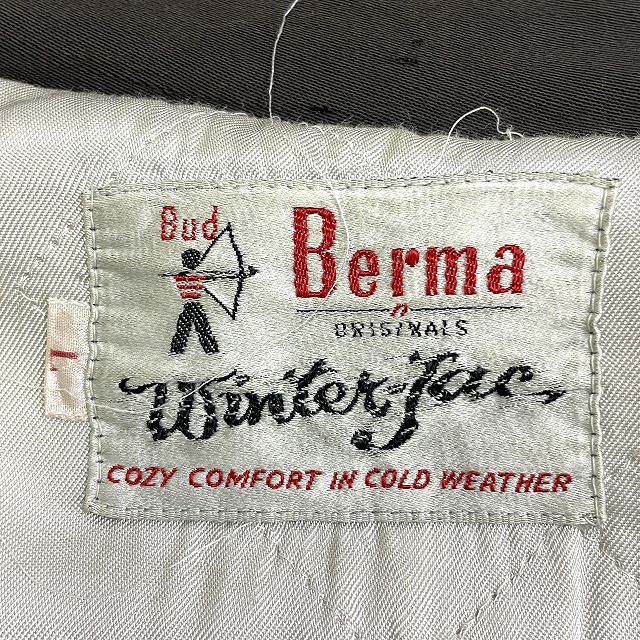 Bud
Berma
ORIGINALS
Winter-Jac
COZY COMFORT IN COLD WEATHER
L